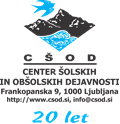 CŠOD
CENTER ŠOLSKIH
IN OBŠOLSKIH DEJAVNOSTI
Frankopanska 9, 1000 Ljubljana
http://www.csod.si, info@csod.si
20 let